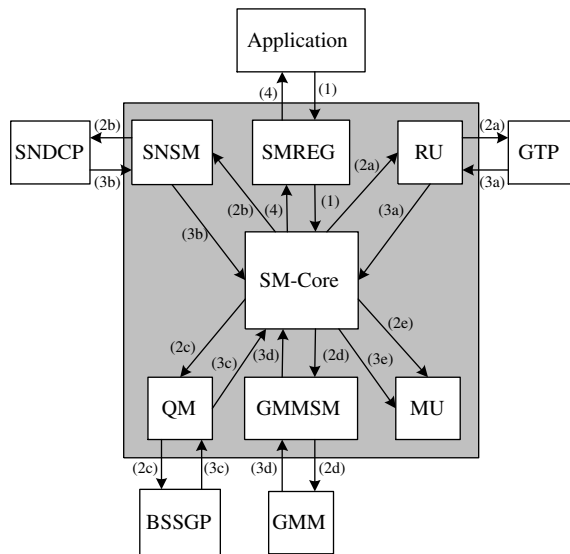 Application
(4) (1)
(2b) (2a)
SNDCP SNSM SMREG RU GTP
(3b) (2a) (3a)
(2b) (4) (1) (3a)
(3b)
SM-Core
(2e)
(2c) (3c) (3d) (2d) (3e)
QM GMMSM MU
(2c) (3c) (3d) (2d)
BSSGP GMM